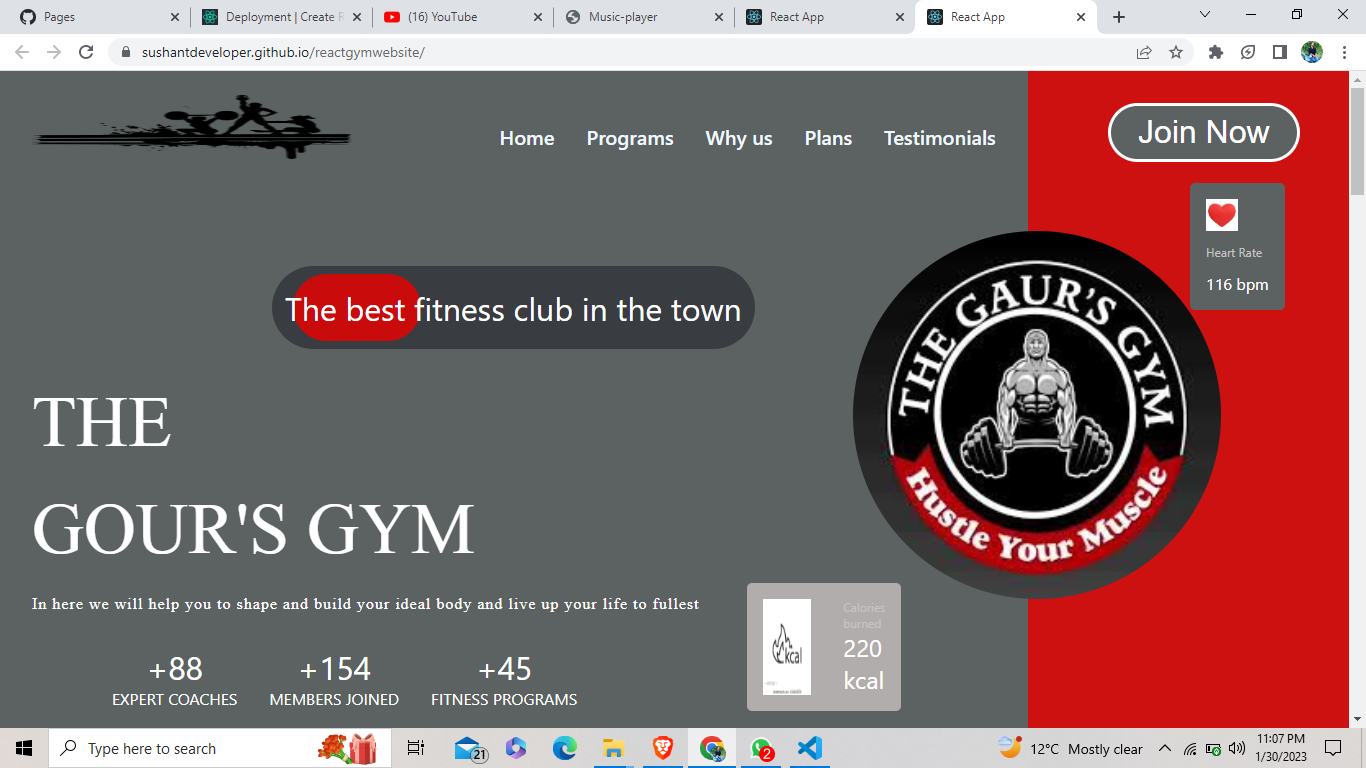 Pages
Deployment | Create R
(16) YouTube
Music-player
React App
React App
sushantdeveloper.github.io/reactgymwebsite/
Home Programs Why us Plans Testimonials
Join Now
Heart Rate
116 bpm
The best fitness club in the town
THE GAUR'S GYM
Hustle Your Muscle
THE
GOUR'S GYM
In here we will help you to shape and build your ideal body and live up your life to fullest
Calories
burned
220
kcal
kcal
+88 +154 +45
EXPERT COACHES MEMBERS JOINED FITNESS PROGRAMS
Type here to search
21
2
12°C Mostly clear
11:07 PM
1/30/2023